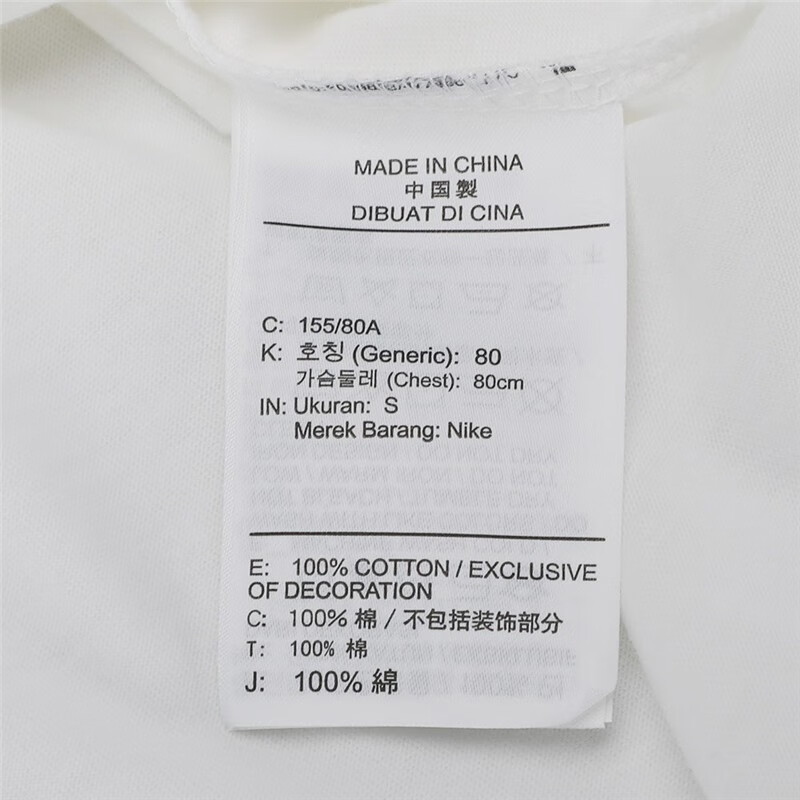 MADE IN CHINA
中国製
DIBUAT DI CINA
C: 155/80A
K: 호칭 (Generic): 80
가슴둘레 (Chest): 80cm
IN: Ukuran: S
Merek Barang: Nike
E: 100% COTTON / EXCLUSIVE
OF DECORATION
C: 100% 棉 / 不包括装饰部分
T: 100% 棉
J: 100% 綿